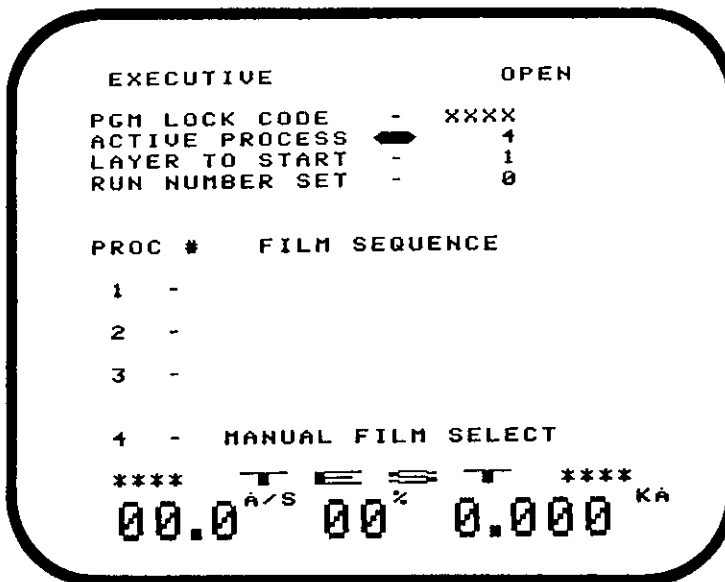 EXECUTIVE OPEN
PGM LOCK CODE - XXXX
ACTIVE PROCESS 4
LAYER TO START - 1
RUN NUMBER SET - 0
PROC # FILM SEQUENCE
1 -
2 -
3 -
4 - MANUAL FILM SELECT
**** T E S T ****
00.0 Å/S 00 % 0.000 KÅ